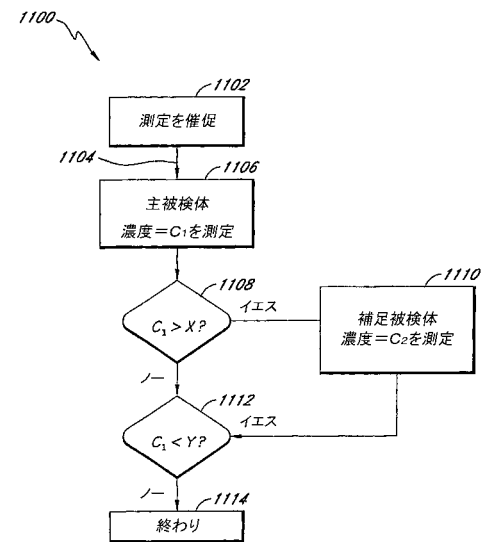 1100
1102
測定を催促
1104
1106
主被検体
濃度=C1を測定
1108
C1 > X?
イエス
1110
補足被検体
濃度=C2を測定
ノー
1112
C1 < Y?
イエス
ノー
1114
終わり